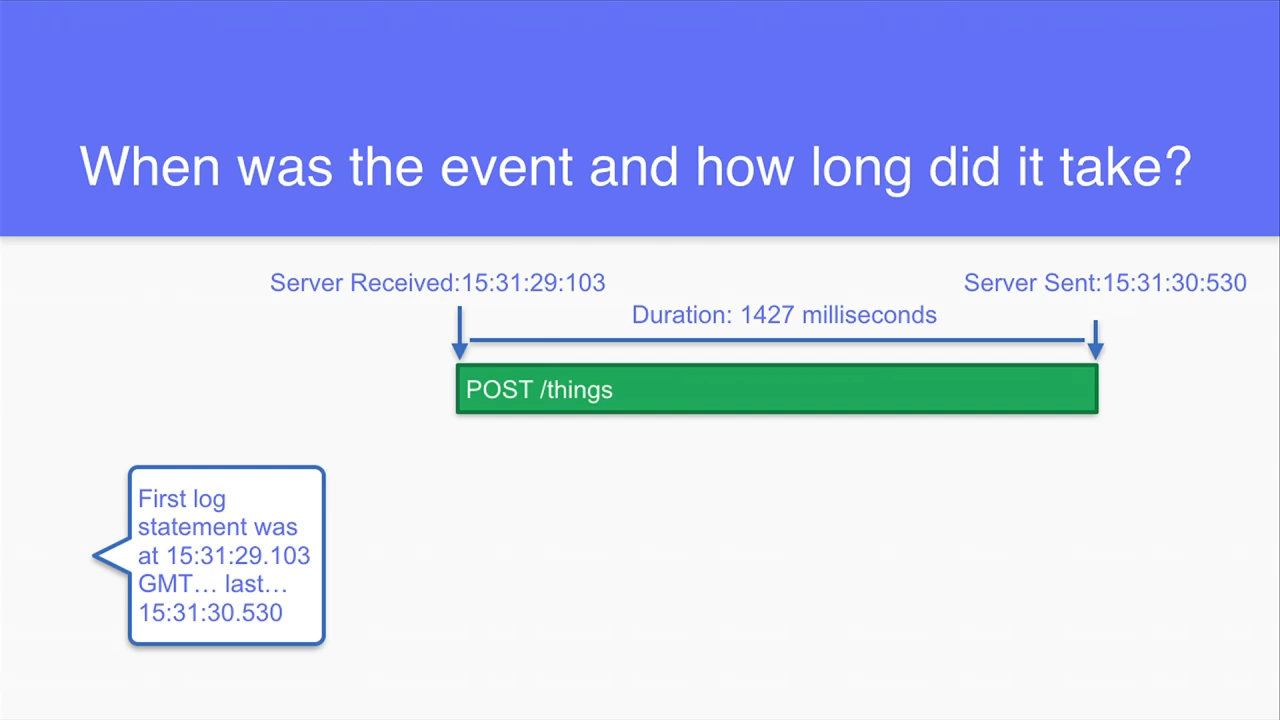 When was the event and how long did it take?
Server Received:15:31:29:103
Server Sent:15:31:30:530
Duration: 1427 milliseconds
POST /things
First log
statement was
at 15:31:29.103
GMT… last…
15:31:30.530